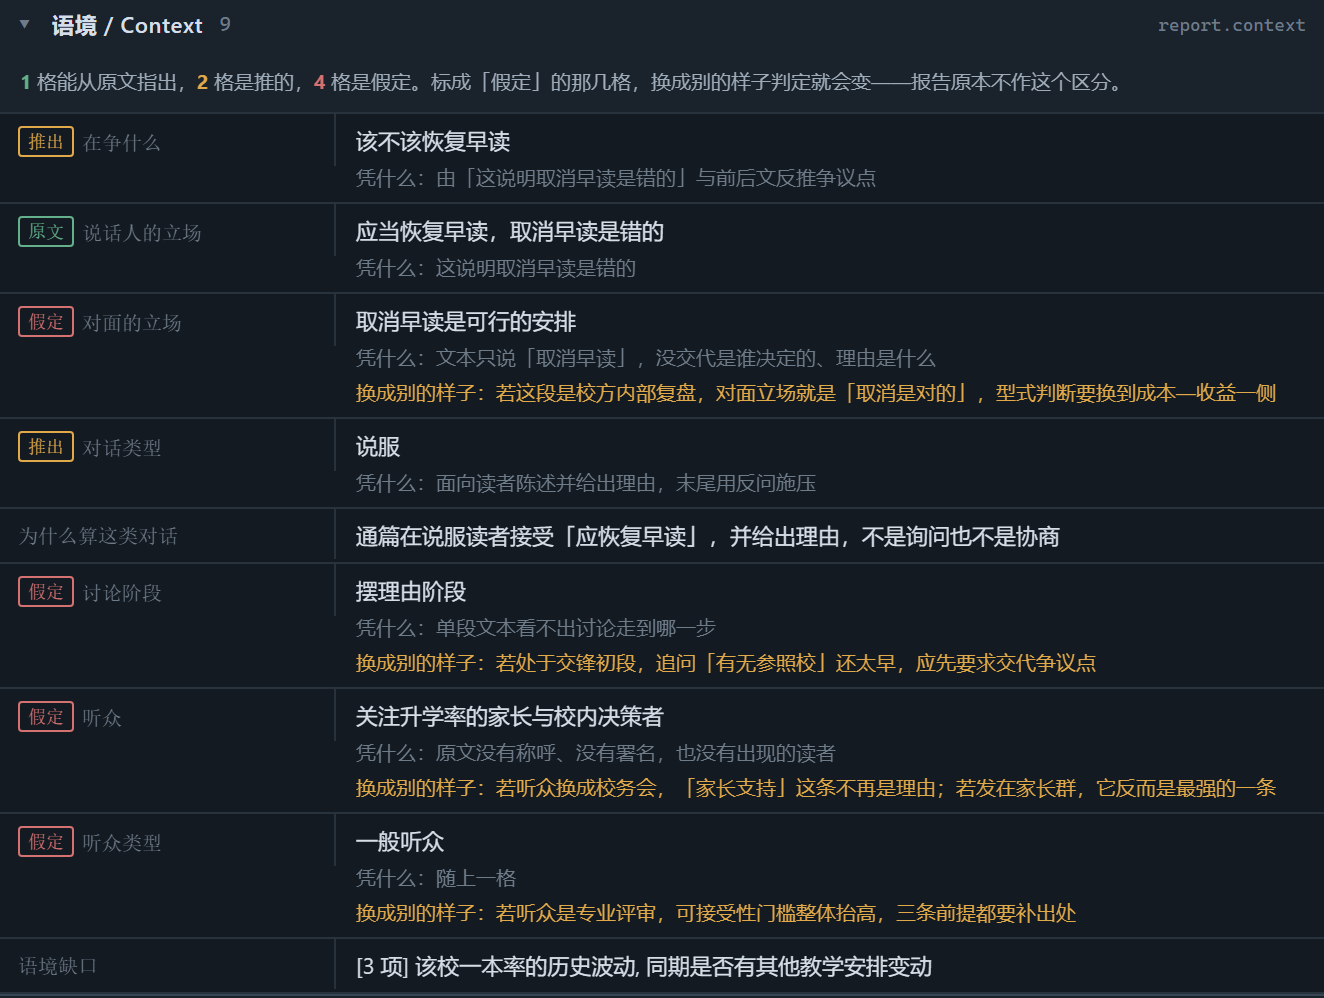 ▼ 语境 / Context 9 report.context
1 格能从原文指出，2 格是推的，4 格是假定。标成「假定」的那几格，换成别的样子判定就会变——报告原本不作这个区分。
推出 在争什么 该不该恢复早读
凭什么：由「这说明取消早读是错的」与前后文反推争议点
原文 说话人的立场 应当恢复早读，取消早读是错的
凭什么：这说明取消早读是错的
假定 对面的立场 取消早读是可行的安排
凭什么：文本只说「取消早读」，没交代是谁决定的、理由是什么
换成别的样子：若这段是校方内部复盘，对面立场就是「取消是对的」，型式判断要换到成本—收益一侧
推出 对话类型 说服
凭什么：面向读者陈述并给出理由，末尾用反问施压
为什么算这类对话 通篇在说服读者接受「应恢复早读」，并给出理由，不是询问也不是协商
假定 讨论阶段 摆理由阶段
凭什么：单段文本看不出讨论走到哪一步
换成别的样子：若处于交锋初段，追问「有无参照校」还太早，应先要求交代争议点
假定 听众 关注升学率的家长与校内决策者
凭什么：原文没有称呼、没有署名，也没有出现的读者
换成别的样子：若听众换成校务会，「家长支持」这条不再是理由；若发在家长群，它反而是最强的一条
假定 听众类型 一般听众
凭什么：随上一格
换成别的样子：若听众是专业评审，可接受性门槛整体抬高，三条前提都要补出处
语境缺口 [3 项] 该校一本率的历史波动, 同期是否有其他教学安排变动